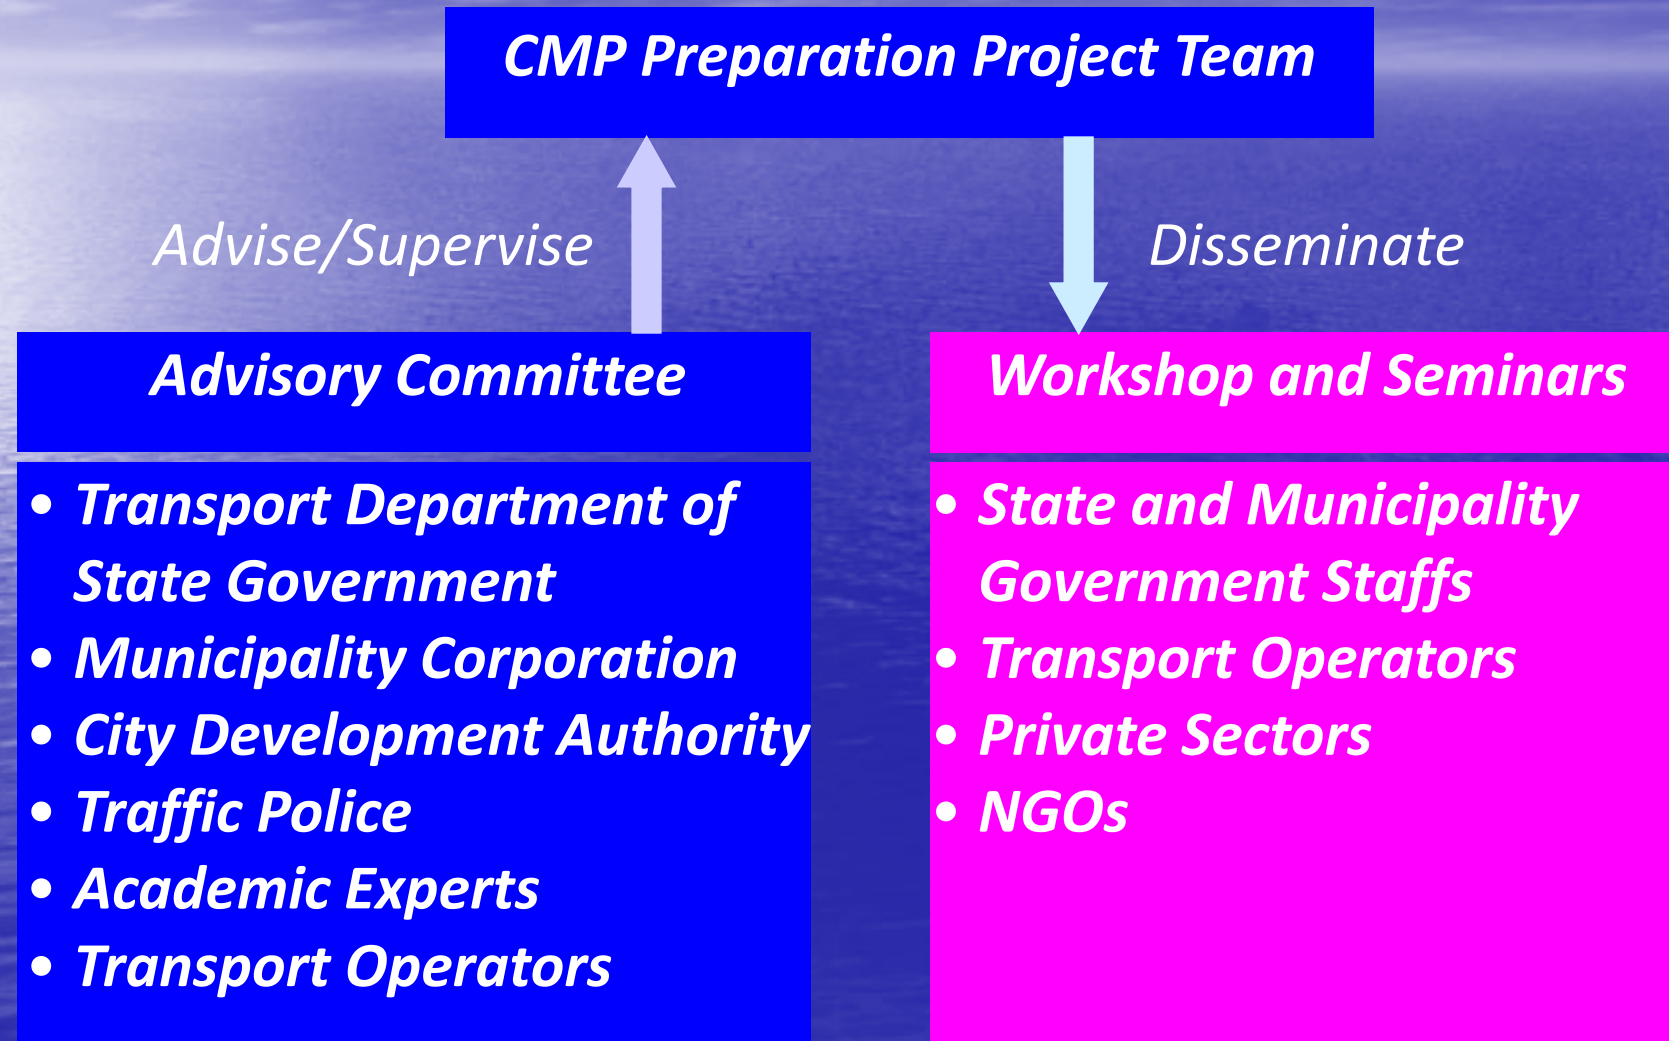 CMP Preparation Project Team
Advise/Supervise
Disseminate
Advisory Committee
• Transport Department of
State Government
• Municipality Corporation
• City Development Authority
• Traffic Police
• Academic Experts
• Transport Operators
Workshop and Seminars
• State and Municipality
Government Staffs
• Transport Operators
• Private Sectors
• NGOs